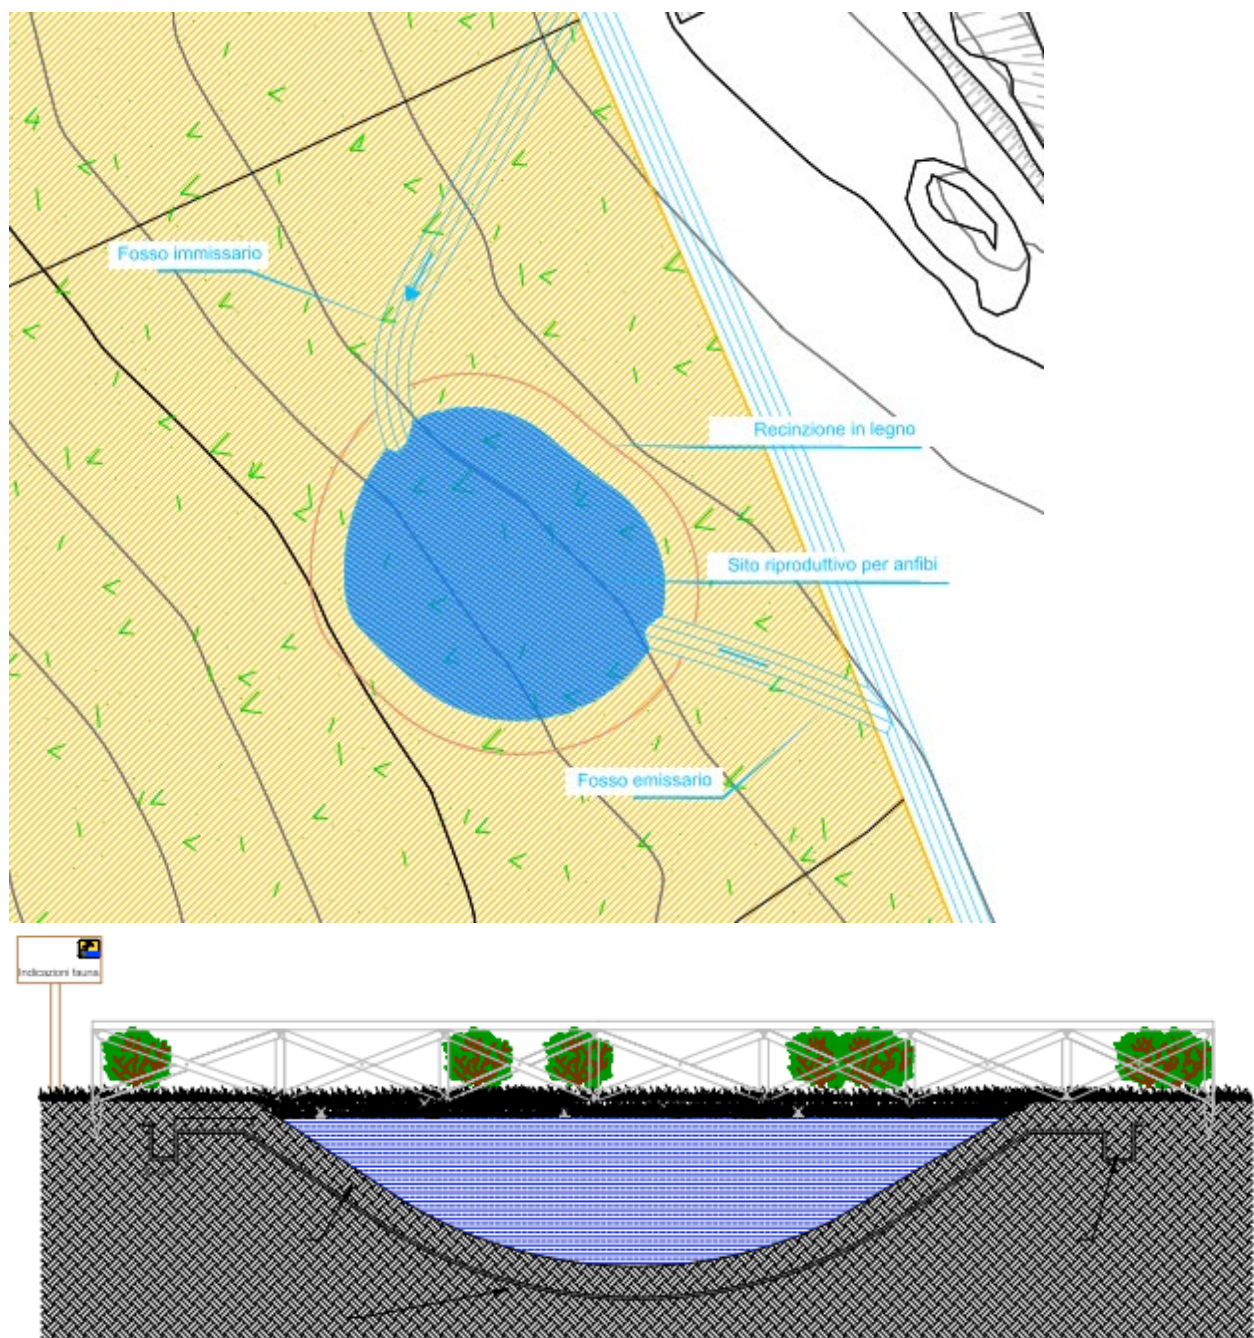 Fosso immissario
Recinzione in legno
Sito riproduttivo per anfibi
Fosso emissario
Indicazioni fauna